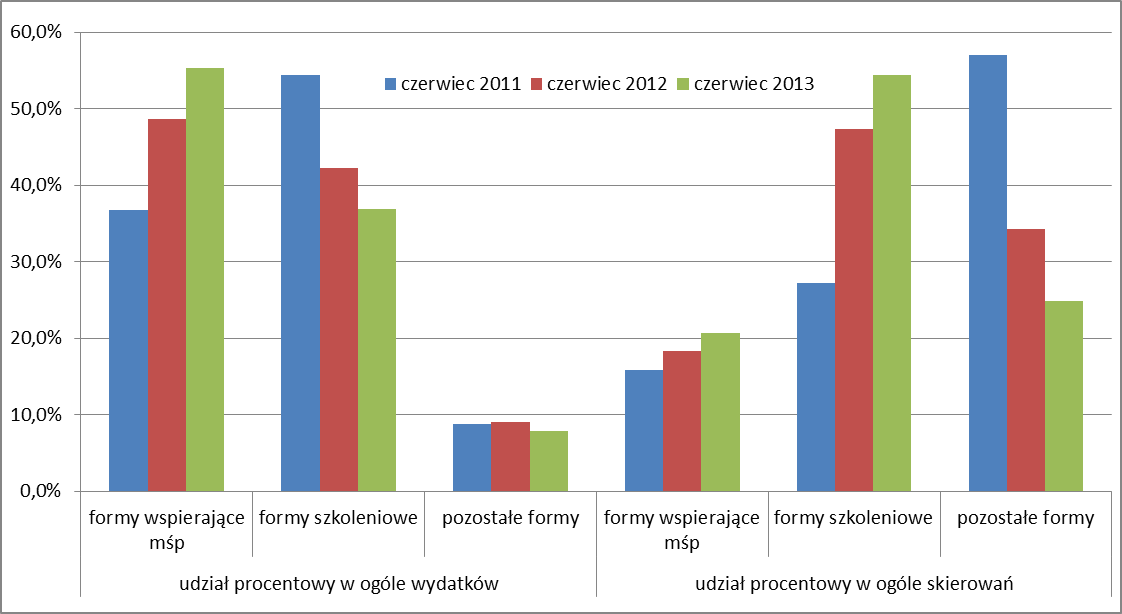 60,0%
50,0%
40,0%
30,0%
20,0%
10,0%
0,0%
czerwiec 2011 czerwiec 2012 czerwiec 2013
formy wspierające mśp
formy szkoleniowe
pozostałe formy
formy wspierające mśp
formy szkoleniowe
pozostałe formy
udział procentowy w ogóle wydatków
udział procentowy w ogóle skierowań